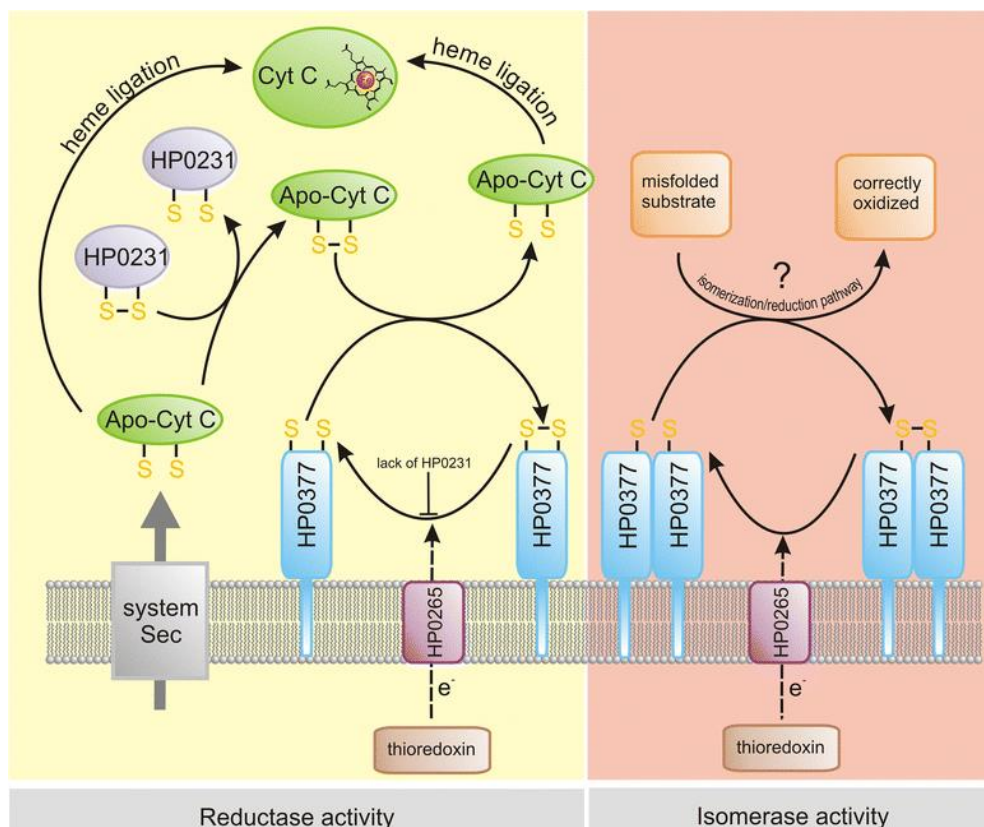 heme ligation
Cyt C
heme ligation
HP0231
S S
Apo-Cyt C
S-S
Apo-Cyt C
S S
HP0231
S-S
misfolded
substrate
correctly
oxidized
?
isomerization/reduction pathway
Apo-Cyt C
S S
S S
HP0377
lack of HP0231
S-S
HP0377
S S
HP0377
HP0377
S-S
HP0377
HP0377
system
Sec
HP0265
e-
thioredoxin
HP0265
e-
thioredoxin
Reductase activity
Isomerase activity